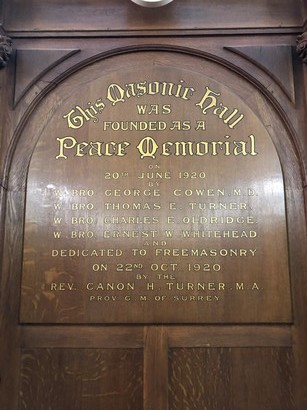 This Masonic Hall
WAS
FOUNDED AS A
Peace Memorial
ON
20TH JUNE 1920
BY
W. BRO. GEORGE COWEN M.D.
W. BRO. THOMAS E. TURNER
W. BRO. CHARLES E. OLDRIDGE
W. BRO. ERNEST W. WHITEHEAD
AND
DEDICATED TO FREEMASONRY
ON 22ND OCT. 1920
BY THE
REV. CANON H. TURNER. M.A.
PROV. G. M. OF SURREY.